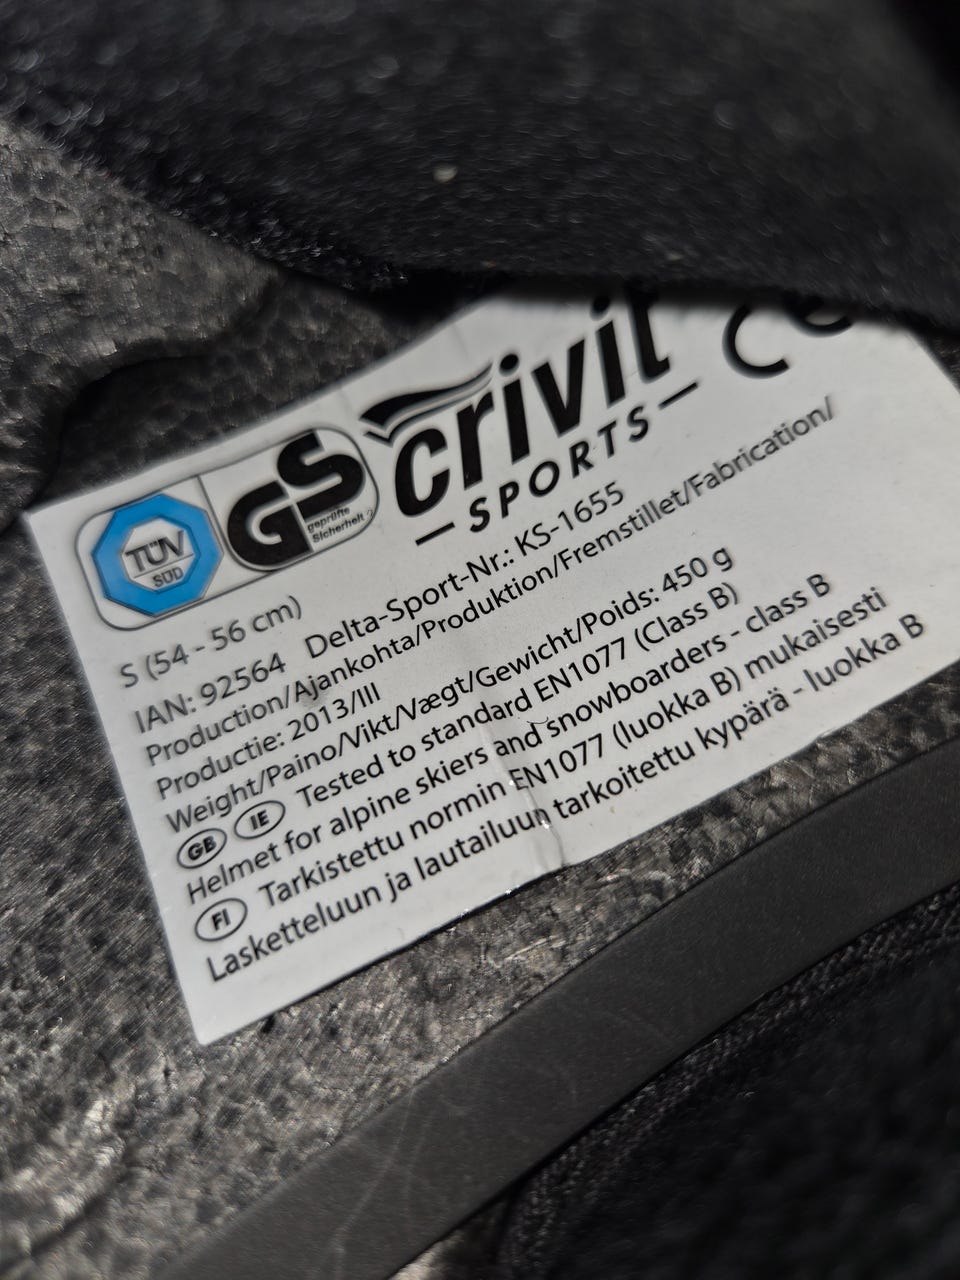 TÜV
SÜD
GS
geprüfte
Sicherheit
crivit
SPORTS
CE
S (54 - 56 cm)
IAN: 92564 Delta-Sport-Nr.: KS-1655
Production/Ajankohta/Produktion/Fremstillet/Fabrication/
Productie: 2013/III
Weight/Paino/Vikt/Vægt/Gewicht/Poids: 450 g
GB IE Tested to standard EN1077 (Class B)
Helmet for alpine skiers and snowboarders - class B
FI Tarkistettu normin EN1077 (luokka B) mukaisesti
Lasketteluun ja lautailuun tarkoitettu kypärä - luokka B